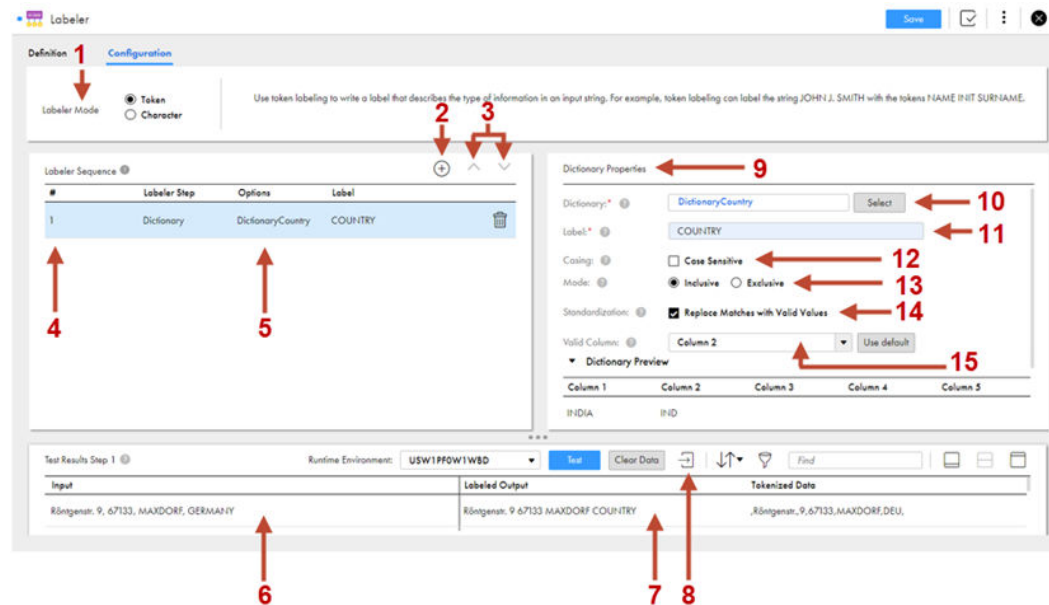 Labeler
Save
Definition
1
Configuration
Labeler Mode
Token
Character
Use token labeling to write a label that describes the type of information in an input string. For example, token labeling can label the string JOHN J. SMITH with the tokens NAME INIT SURNAME.
2
3
Labeler Sequence
# Labeler Step Options Label
1 Dictionary DictionaryCountry COUNTRY
4
5
Dictionary Properties
9
Dictionary:* DictionaryCountry Select
10
Label:* COUNTRY
11
Casing: Case Sensitive
12
Mode: Inclusive Exclusive
13
Standardization: Replace Matches with Valid Values
14
Valid Column: Column 2 Use default
15
Dictionary Preview
Column 1 Column 2 Column 3 Column 4 Column 5
INDIA IND
Test Results Step 1 Runtime Environment: USW1PF0W1WBD Test Clear Data Find
Input Labeled Output Tokenized Data
Röntgenstr. 9, 67133, MAXDORF, GERMANY Röntgenstr. 9 67133 MAXDORF COUNTRY ,Röntgenstr.,9,67133,MAXDORF,DEU,
6
7
8